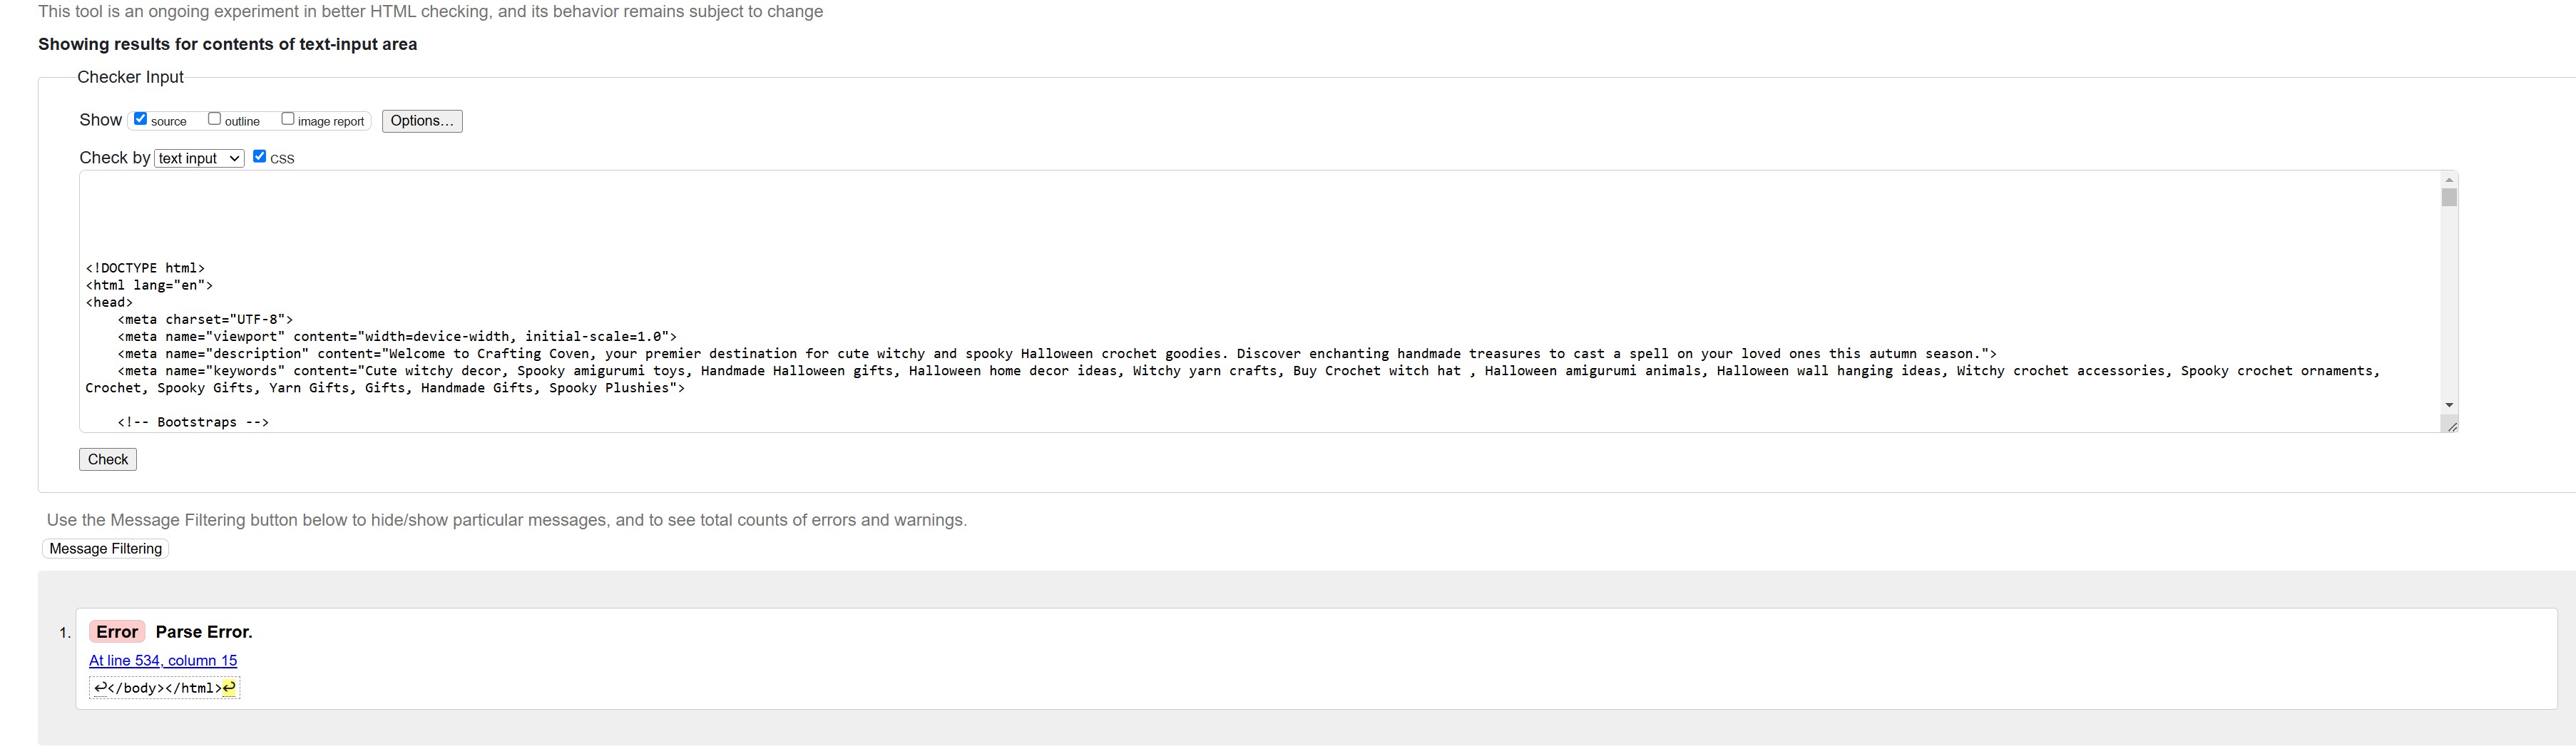 This tool is an ongoing experiment in better HTML checking, and its behavior remains subject to change
Showing results for contents of text-input area
Checker Input
Show source outline image report Options...
Check by text input CSS
<!DOCTYPE html>
<html lang="en">
<head>
<meta charset="UTF-8">
<meta name="viewport" content="width=device-width, initial-scale=1.0">
<meta name="description" content="Welcome to Crafting Coven, your premier destination for cute witchy and spooky Halloween crochet goodies. Discover enchanting handmade treasures to cast a spell on your loved ones this autumn season.">
<meta name="keywords" content="Cute witchy decor, Spooky amigurumi toys, Handmade Halloween gifts, Halloween home decor ideas, Witchy yarn crafts, Buy Crochet witch hat , Halloween amigurumi animals, Halloween wall hanging ideas, Witchy crochet accessories, Spooky crochet ornaments,
Crochet, Spooky Gifts, Yarn Gifts, Gifts, Handmade Gifts, Spooky Plushies">
<!-- Bootstraps -->
Check
Use the Message Filtering button below to hide/show particular messages, and to see total counts of errors and warnings.
Message Filtering
1. Error Parse Error.
At line 534, column 15
↩</body></html>↩